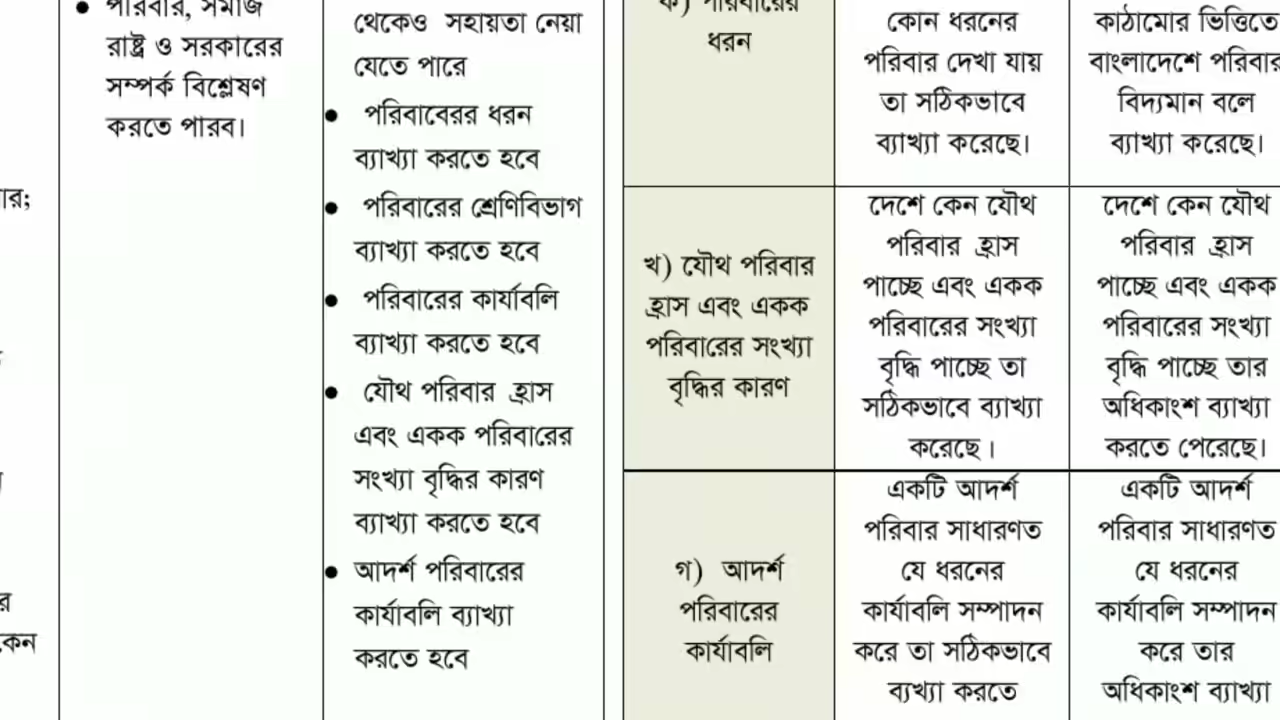 পরিবার, সমাজ
রাষ্ট্র ও সরকারের
সম্পর্ক বিশ্লেষণ
করতে পারব।
থেকেও সহায়তা নেয়া
যেতে পারে
পরিবাবেরর ধরন
ব্যাখ্যা করতে হবে
পরিবারের শ্রেণিবিভাগ
ব্যাখ্যা করতে হবে
পরিবারের কার্যাবলি
ব্যাখ্যা করতে হবে
যৌথ পরিবার হ্রাস
এবং একক পরিবারের
সংখ্যা বৃদ্ধির কারণ
ব্যাখ্যা করতে হবে
আদর্শ পরিবারের
কার্যাবলি ব্যাখ্যা
করতে হবে
ক) পরিবারের
ধরন
কোন ধরনের
পরিবার দেখা যায়
তা সঠিকভাবে
ব্যাখ্যা করেছে।
কাঠামোর ভিত্তিতে
বাংলাদেশে পরিবার
বিদ্যমান বলে
ব্যাখ্যা করেছে।
খ) যৌথ পরিবার
হ্রাস এবং একক
পরিবারের সংখ্যা
বৃদ্ধির কারণ
দেশে কেন যৌথ
পরিবার হ্রাস
পাচ্ছে এবং একক
পরিবারের সংখ্যা
বৃদ্ধি পাচ্ছে তা
সঠিকভাবে ব্যাখ্যা
করেছে।
দেশে কেন যৌথ
পরিবার হ্রাস
পাচ্ছে এবং একক
পরিবারের সংখ্যা
বৃদ্ধি পাচ্ছে তার
অধিকাংশ ব্যাখ্যা
করতে পেরেছে।
গ) আদর্শ
পরিবারের
কার্যাবলি
একটি আদর্শ
পরিবার সাধারণত
যে ধরনের
কার্যাবলি সম্পাদন
করে তা সঠিকভাবে
ব্যখ্যা করতে
একটি আদর্শ
পরিবার সাধারণত
যে ধরনের
কার্যাবলি সম্পাদন
করে তার
অধিকাংশ ব্যাখ্যা